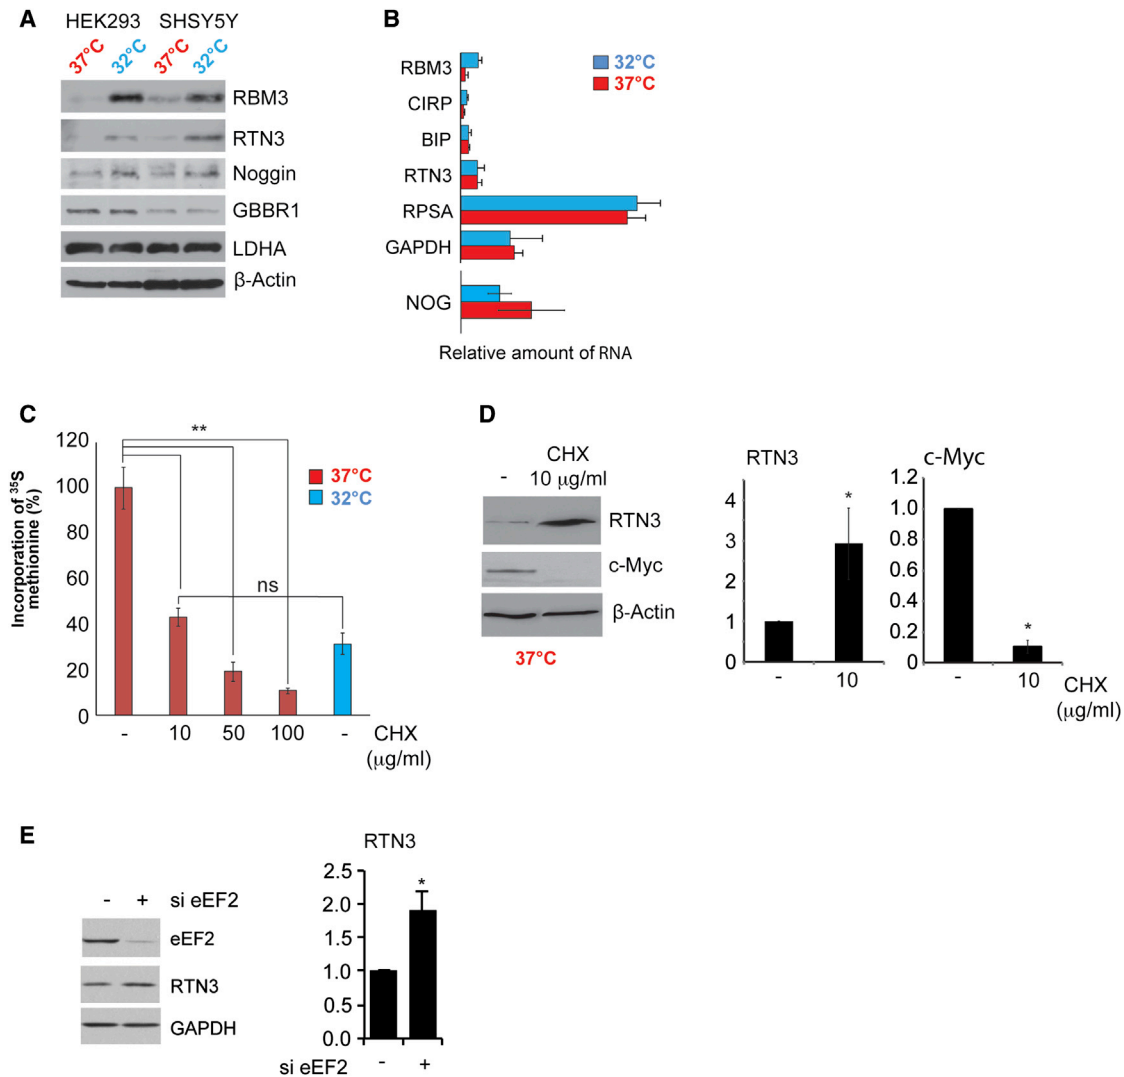 A
HEK293 SHSY5Y
37°C 32°C 37°C 32°C
RBM3
RTN3
Noggin
GBBR1
LDHA
β-Actin
B
RBM3
CIRP
BIP
RTN3
RPSA
GAPDH
NOG
32°C
37°C
Relative amount of RNA
C
Incorporation of ³⁵S
methionine (%)
120
100
80
60
40
20
0
**
ns
37°C
32°C
- 10 50 100 - CHX
(μg/ml)
D
CHX
- 10 μg/ml
RTN3
c-Myc
β-Actin
37°C
RTN3
4
3
2
1
0
*
- 10
c-Myc
1.2
1.0
0.8
0.6
0.4
0.2
0
*
- 10 CHX
(μg/ml)
E
- + si eEF2
eEF2
RTN3
GAPDH
RTN3
2.5
2.0
1.5
1.0
0.5
0.0
*
si eEF2 - +